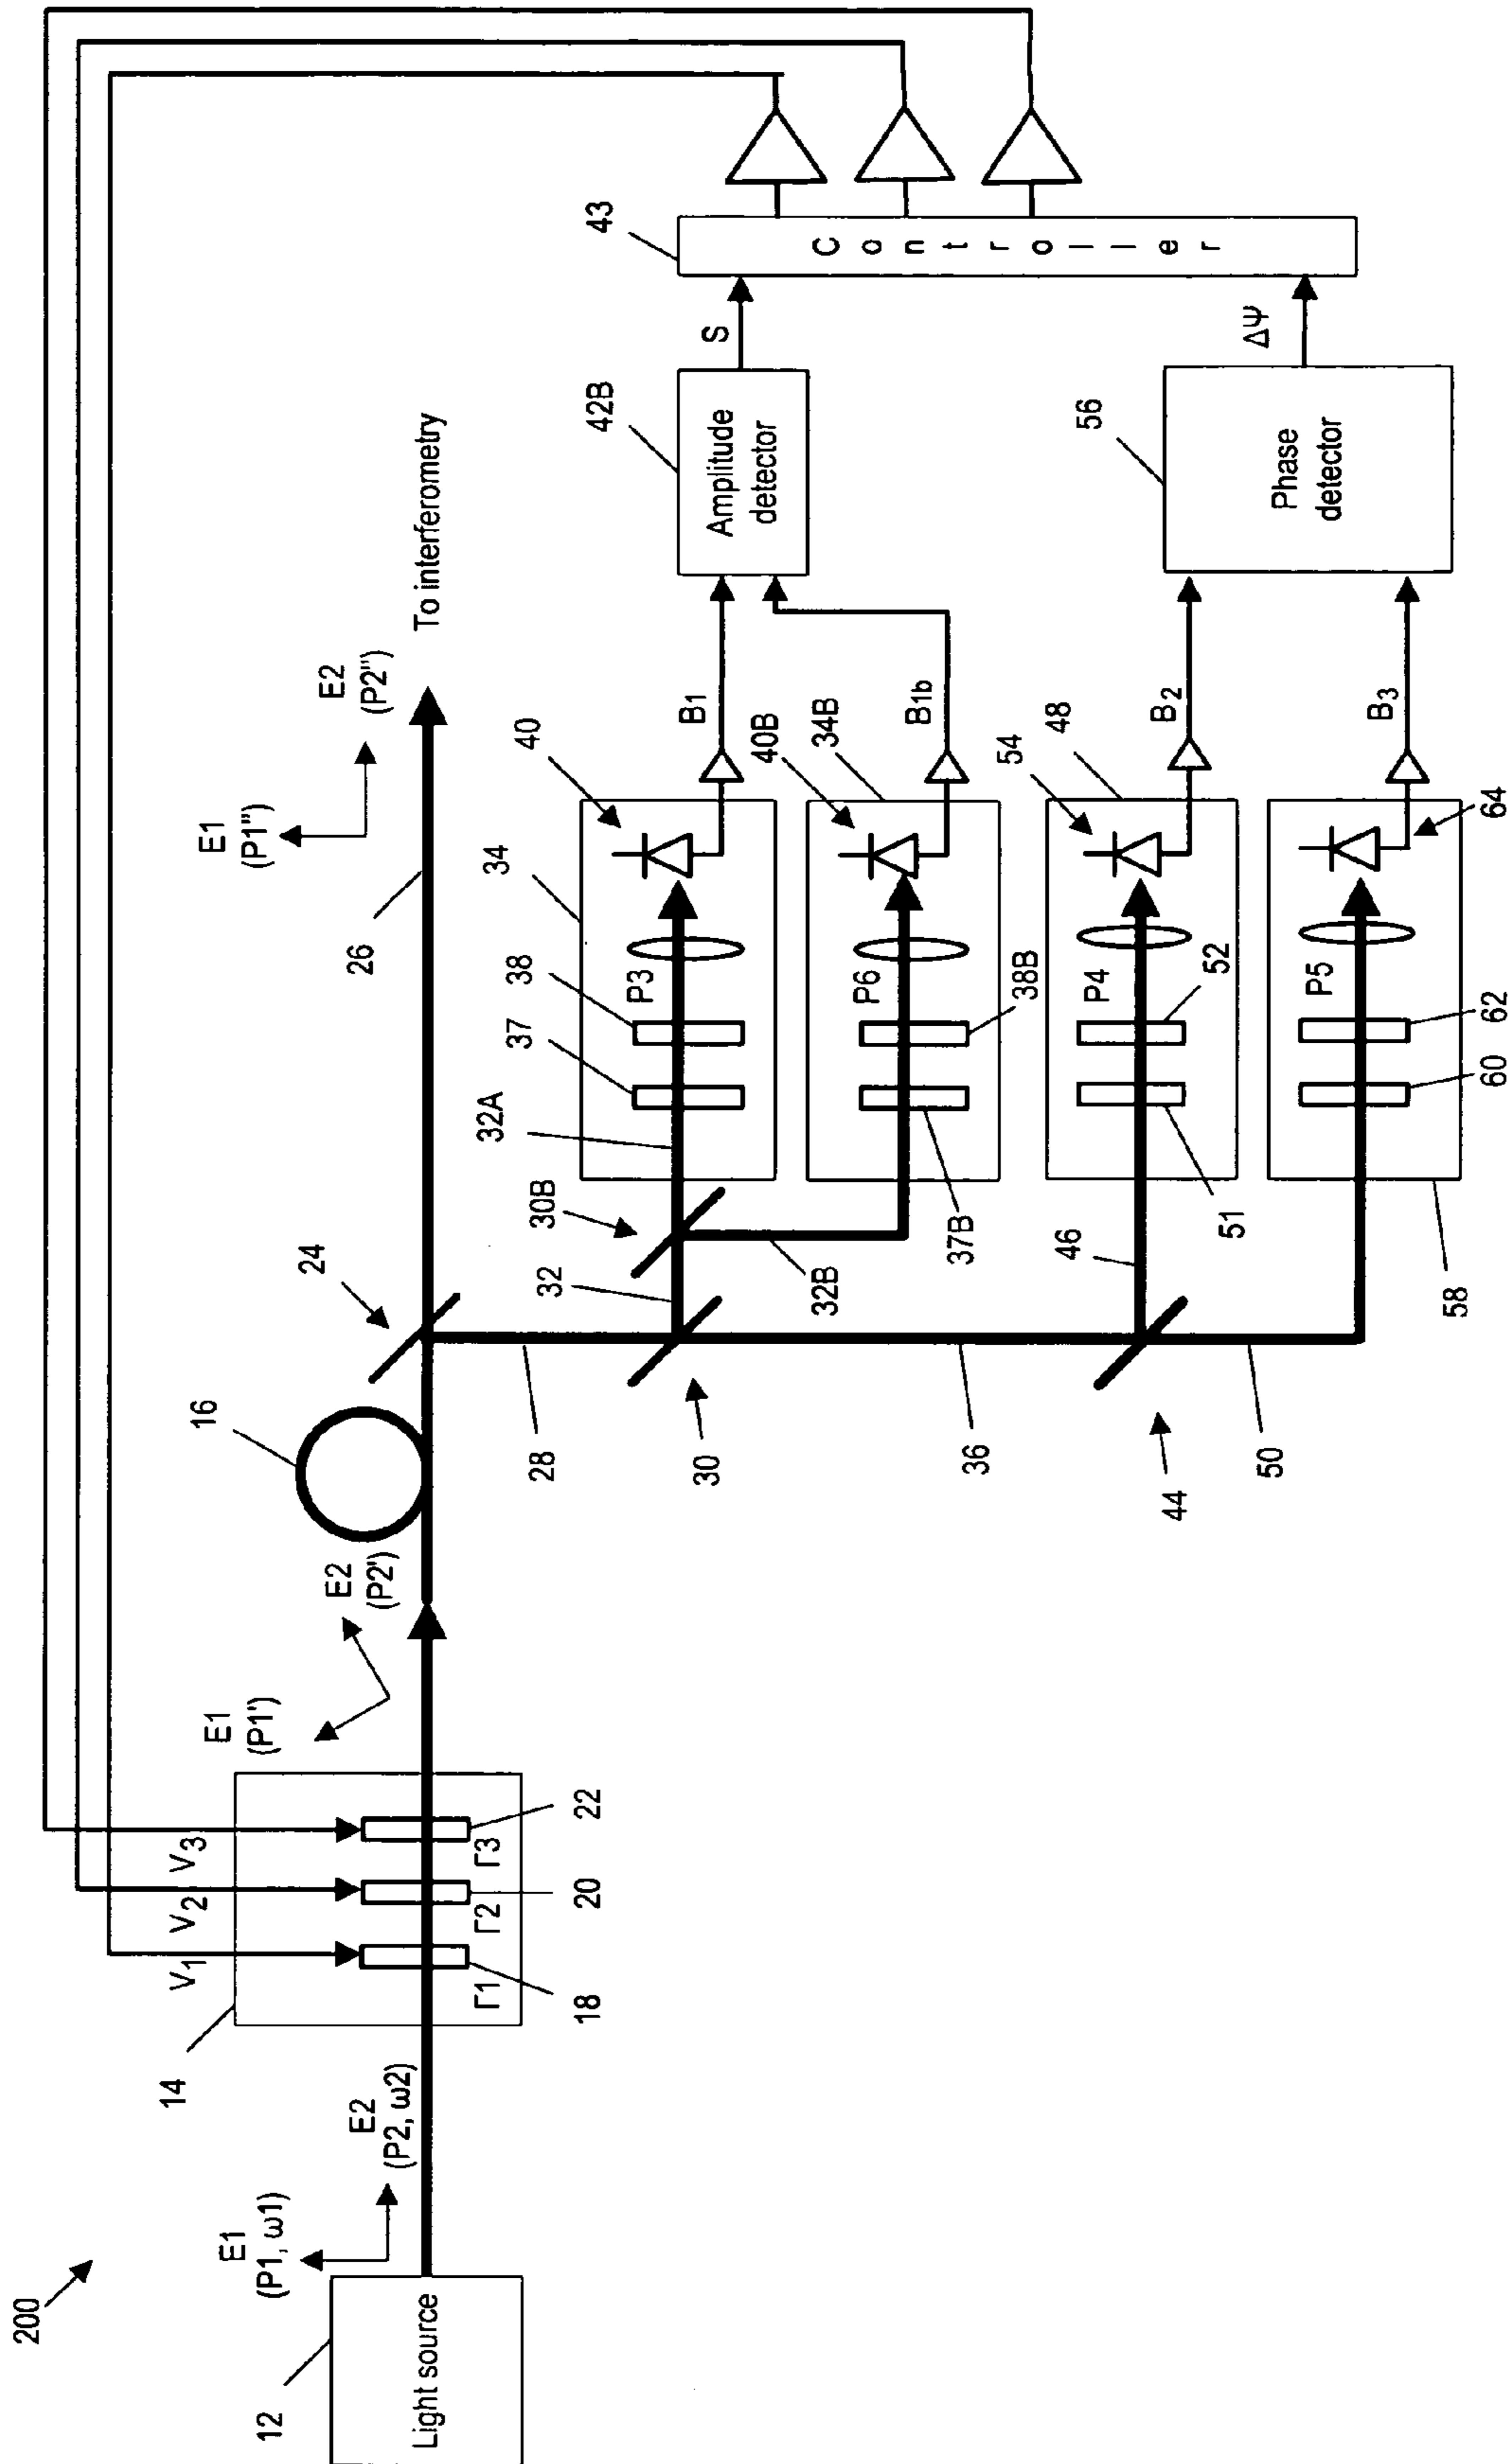 200
12
Light source
E1
(P1, ω1)
E2
(P2, ω2)
14
V1
V2
V3
Γ1
Γ2
Γ3
18
20
22
E1
(P1')
E2
(P2')
16
24
26
E1
(P1")
E2
(P2")
To interferometry
28
30
32
30B
32A
32B
36
44
46
50
34
37
38
P3
40
B1
37B
38B
P6
40B
34B
B1b
51
52
P4
54
48
B2
60
62
P5
64
58
B3
42B
Amplitude
detector
S
56
Phase
detector
ΔΨ
43
Controller